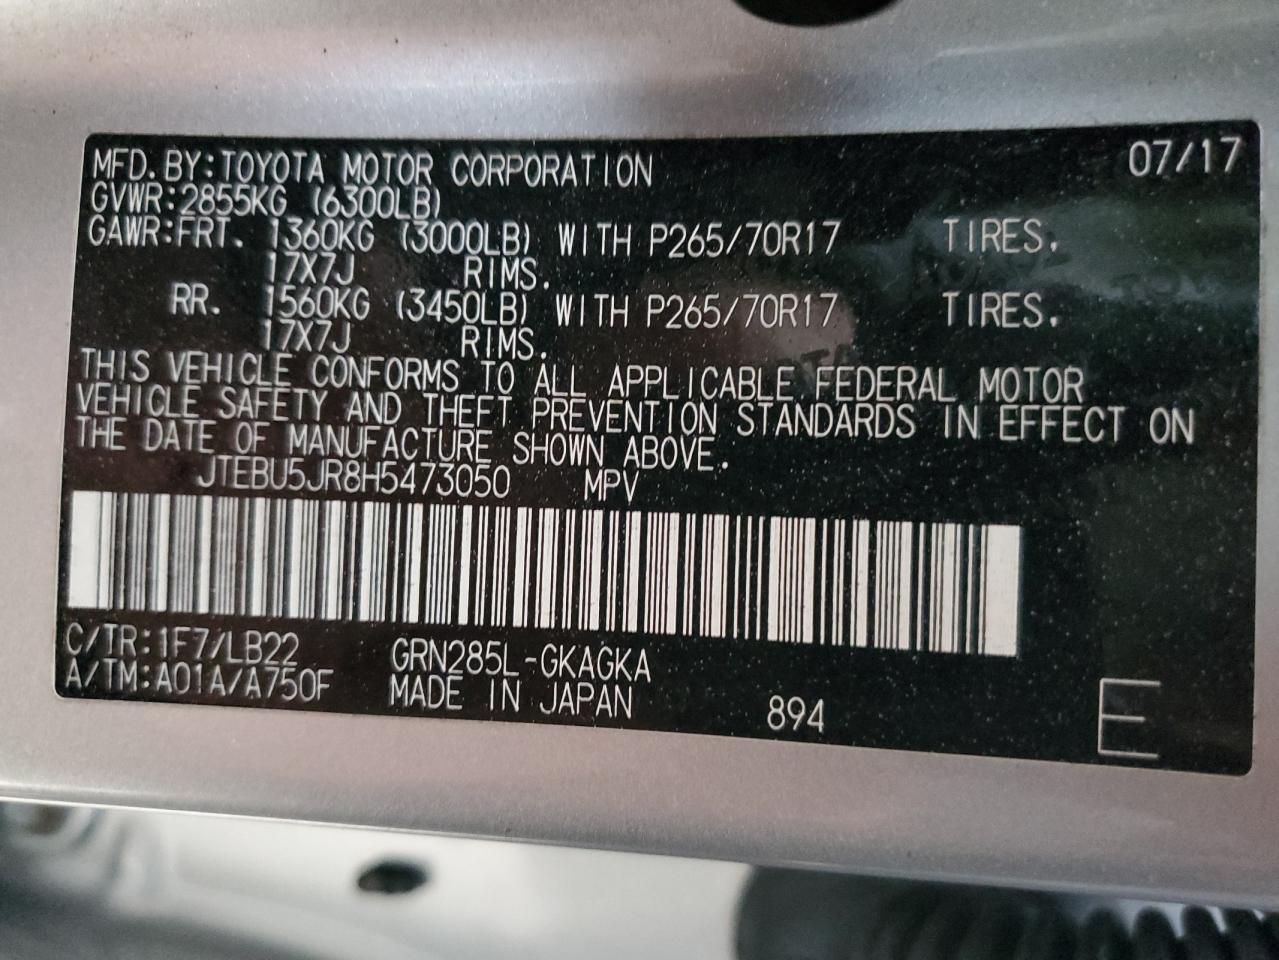 MFD. BY: TOYOTA MOTOR CORPORATION 07/17
GVWR: 2855KG (6300LB)
GAWR: FRT. 1360KG (3000LB) WITH P265/70R17 TIRES,
17X7J RIMS.
RR. 1560KG (3450LB) WITH P265/70R17 TIRES,
17X7J RIMS.
THIS VEHICLE CONFORMS TO ALL APPLICABLE FEDERAL MOTOR
VEHICLE SAFETY AND THEFT PREVENTION STANDARDS IN EFFECT ON
THE DATE OF MANUFACTURE SHOWN ABOVE.
JTEBU5JR8H5473050 MPV
C/TR: 1F7/LB22 GRN285L-GKAGKA
A/TM: A01A/A750F MADE IN JAPAN 894 E